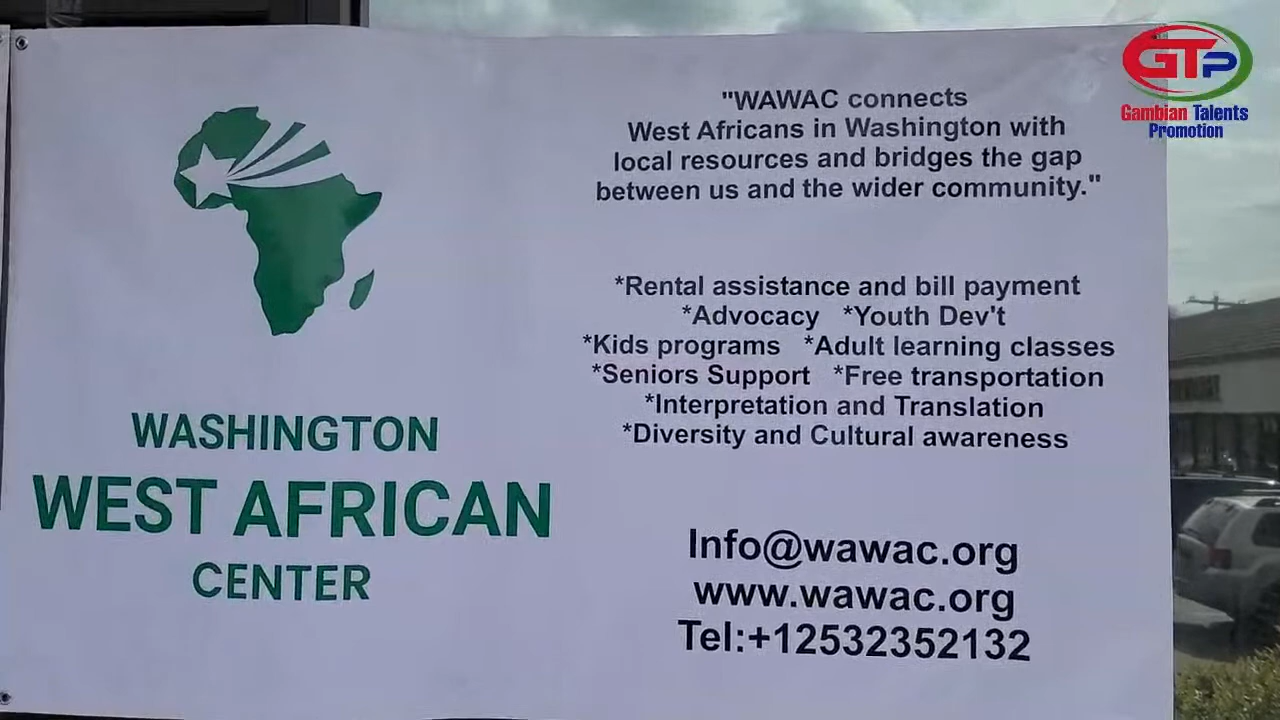 WASHINGTON
WEST AFRICAN
CENTER
"WAWAC connects
West Africans in Washington with
local resources and bridges the gap
between us and the wider community."
*Rental assistance and bill payment
*Advocacy *Youth Dev't
*Kids programs *Adult learning classes
*Seniors Support *Free transportation
*Interpretation and Translation
*Diversity and Cultural awareness
Info@wawac.org
www.wawac.org
Tel:+12532352132
GTP
Gambian Talents
Promotion